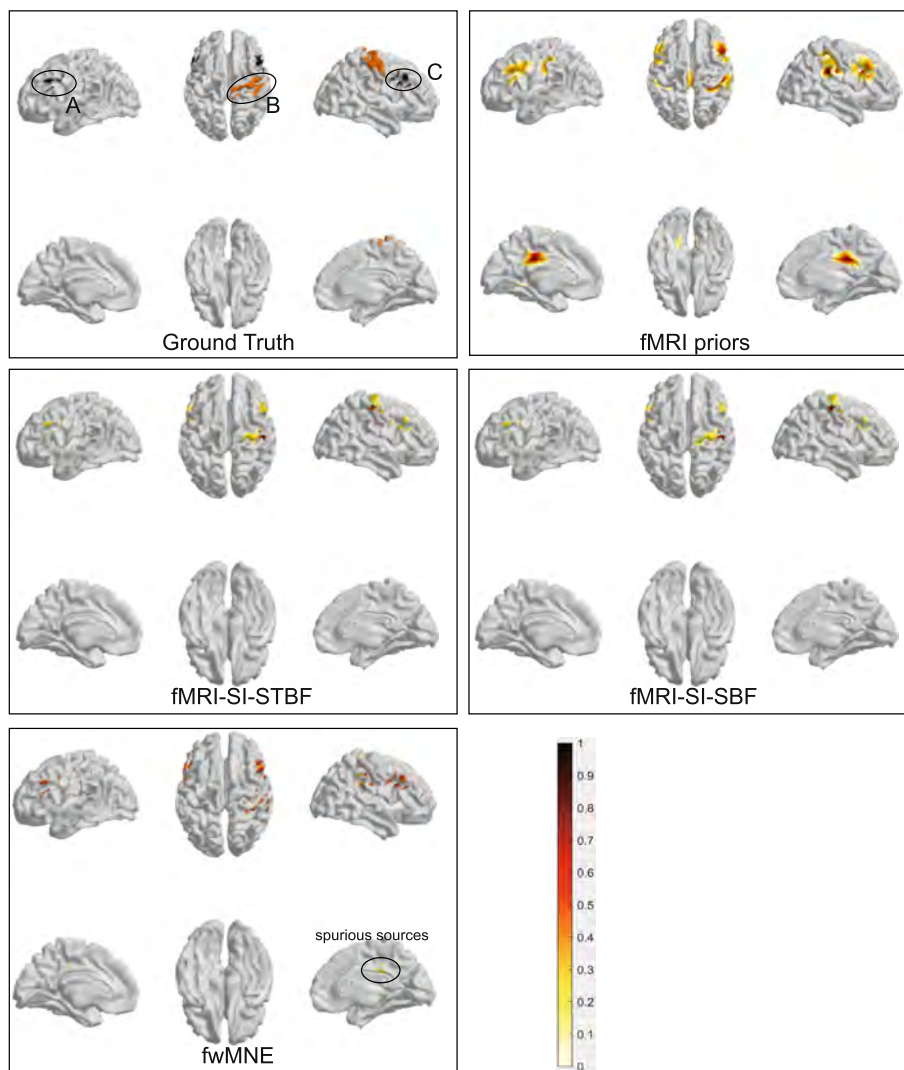 A
B
C
Ground Truth
fMRI priors
fMRI-SI-STBF
fMRI-SI-SBF
spurious sources
fwMNE
1
0.9
0.8
0.7
0.6
0.5
0.4
0.3
0.2
0.1
0